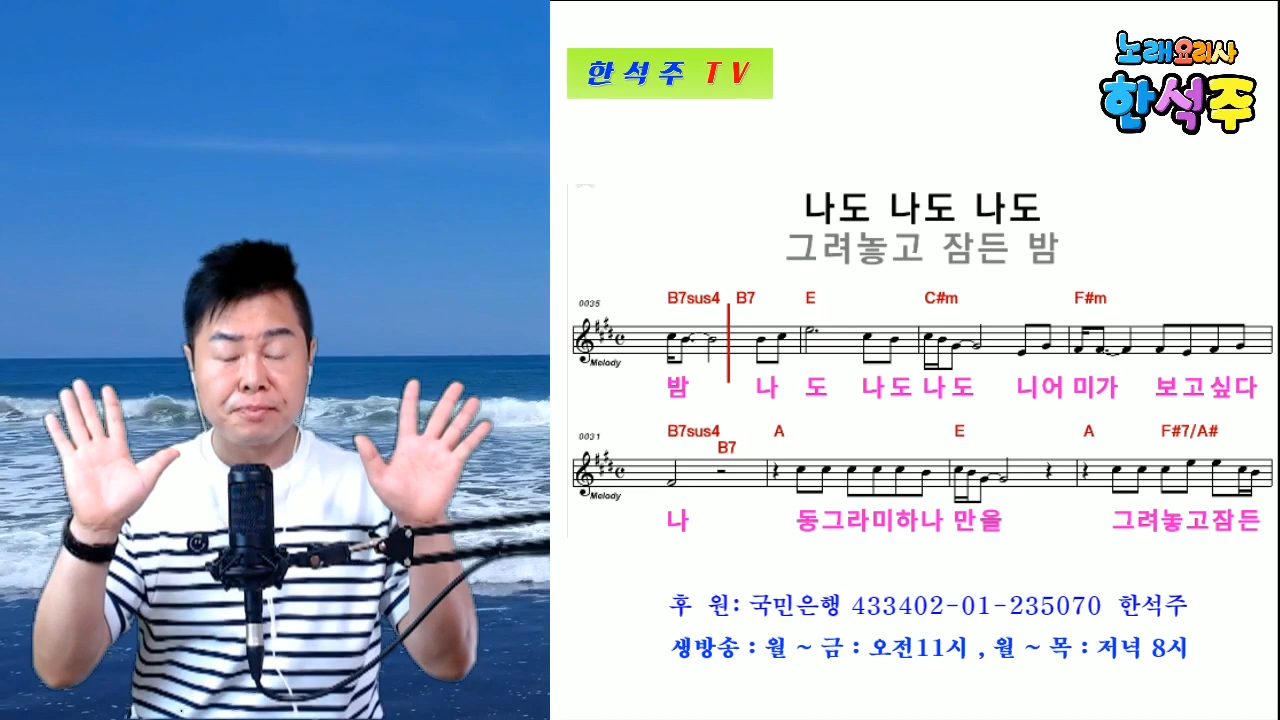 한석주 TV
노래요리사
한석주
나도 나도 나도
그려놓고 잠든 밤
B7sus4 B7 E C#m F#m
0035
Melody
밤 나 도 나도 나도 니어 미가 보고싶다
B7sus4 B7 A E A F#7/A#
0031
Melody
나 동그라미하나 만을 그려놓고잠든
후 원: 국민은행 433402-01-235070 한석주
생방송 : 월 ~ 금 : 오전11시 , 월 ~ 목 : 저녁 8시